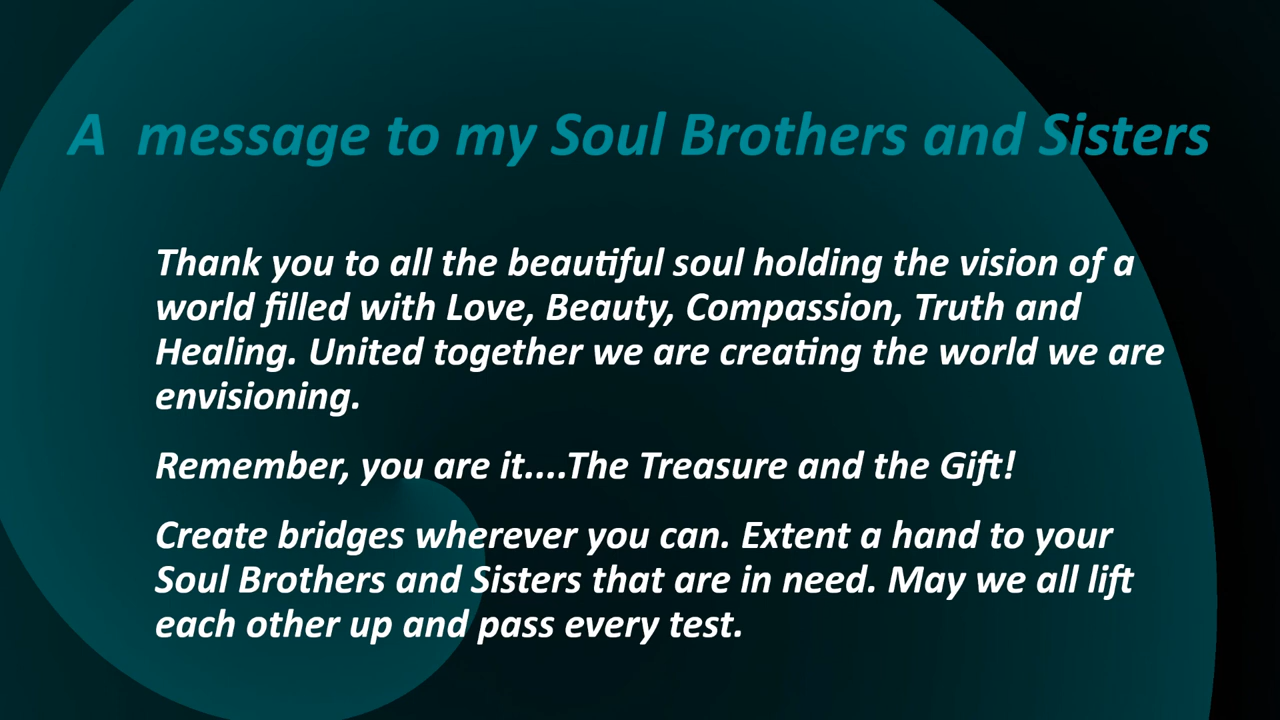 A  message to my Soul Brothers and Sisters
Thank you to all the beautiful soul holding the vision of a
world filled with Love, Beauty, Compassion, Truth and
Healing. United together we are creating the world we are
envisioning.
Remember, you are it....The Treasure and the Gift!
Create bridges wherever you can. Extent a hand to your
Soul Brothers and Sisters that are in need. May we all lift
each other up and pass every test.